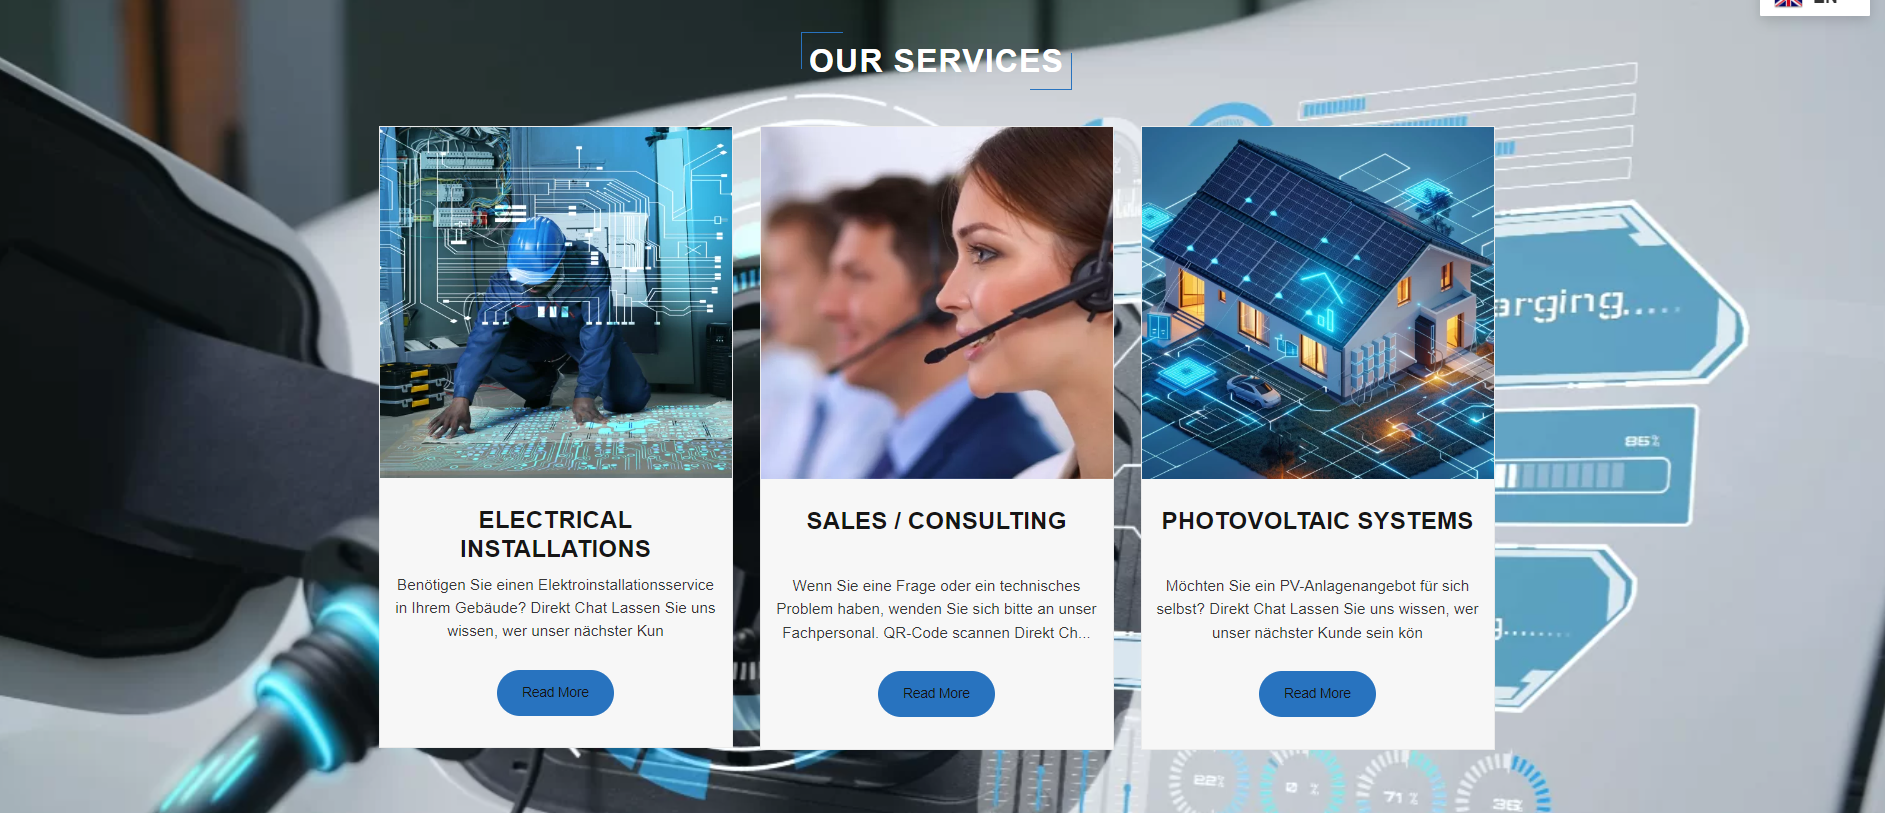 EN
OUR SERVICES
arging.....
85%
ELECTRICAL
INSTALLATIONS
Benötigen Sie einen Elektroinstallationsservice
in Ihrem Gebäude? Direkt Chat Lassen Sie uns
wissen, wer unser nächster Kun
Read More
SALES / CONSULTING
Wenn Sie eine Frage oder ein technisches
Problem haben, wenden Sie sich bitte an unser
Fachpersonal. QR-Code scannen Direkt Ch...
Read More
PHOTOVOLTAIC SYSTEMS
Möchten Sie ein PV-Anlagenangebot für sich
selbst? Direkt Chat Lassen Sie uns wissen, wer
unser nächster Kunde sein kön
Read More
g........
22%
0 %
71 %
36%